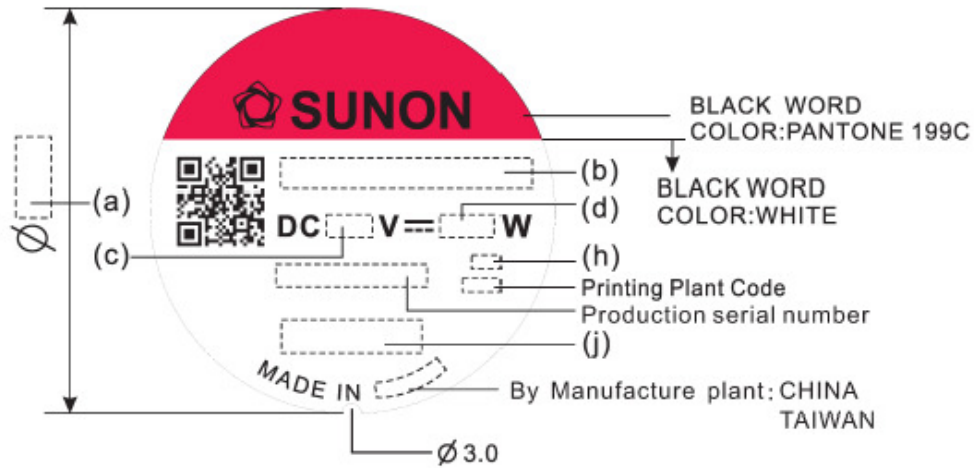 SUNON
BLACK WORD
COLOR:PANTONE 199C
(b)
BLACK WORD
COLOR:WHITE
(a)
Ø
DC V W
(d)
(c)
(h)
Printing Plant Code
Production serial number
(j)
MADE IN
By Manufacture plant: CHINA
TAIWAN
Ø 3.0